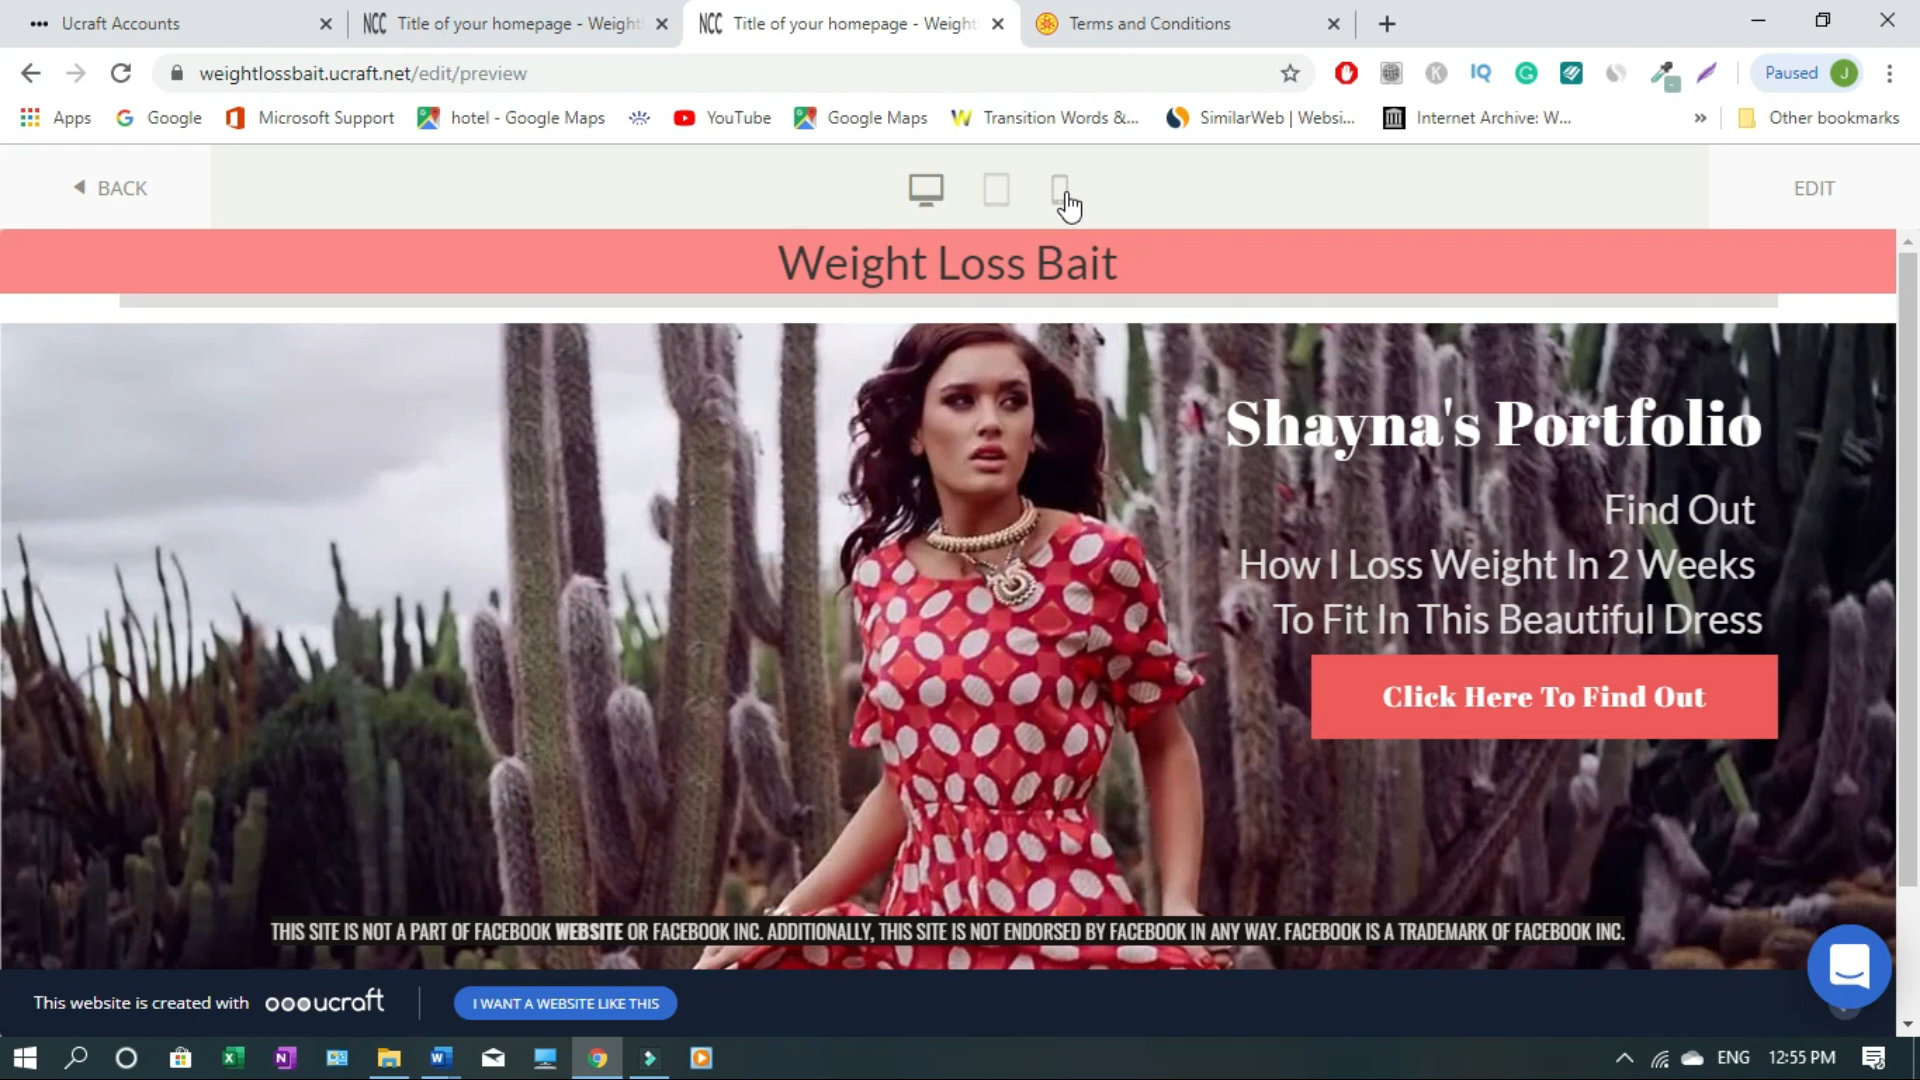 Ucraft Accounts
NCC Title of your homepage - Weight
NCC Title of your homepage - Weight
Terms and Conditions
weightlossbait.ucraft.net/edit/preview
K
IQ
G
Paused J
Apps
Google
Microsoft Support
hotel - Google Maps
YouTube
Google Maps
Transition Words &...
SimilarWeb | Websi...
Internet Archive: W...
»
Other bookmarks
BACK
EDIT
Weight Loss Bait
Shayna's Portfolio
Find Out
How I Loss Weight In 2 Weeks
To Fit In This Beautiful Dress
Click Here To Find Out
THIS SITE IS NOT A PART OF FACEBOOK WEBSITE OR FACEBOOK INC. ADDITIONALLY, THIS SITE IS NOT ENDORSED BY FACEBOOK IN ANY WAY. FACEBOOK IS A TRADEMARK OF FACEBOOK INC.
This website is created with ucraft
I WANT A WEBSITE LIKE THIS
ENG 12:55 PM